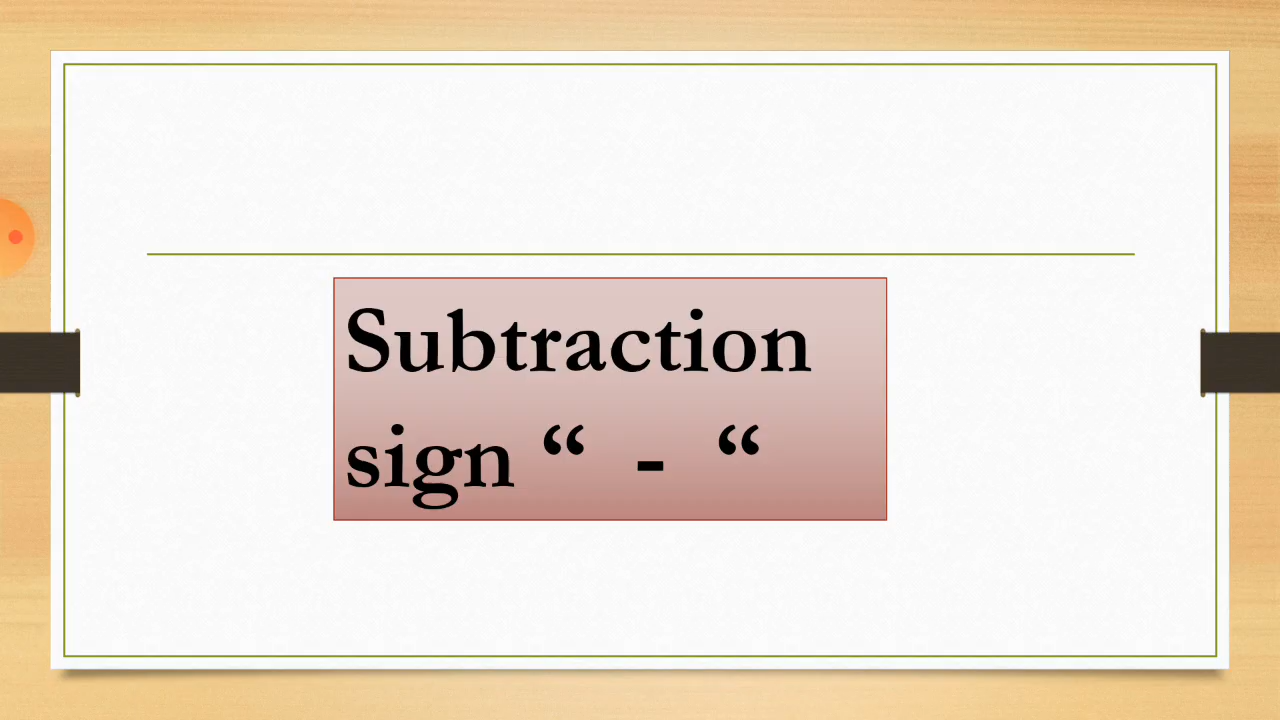 Subtraction
sign “ - “